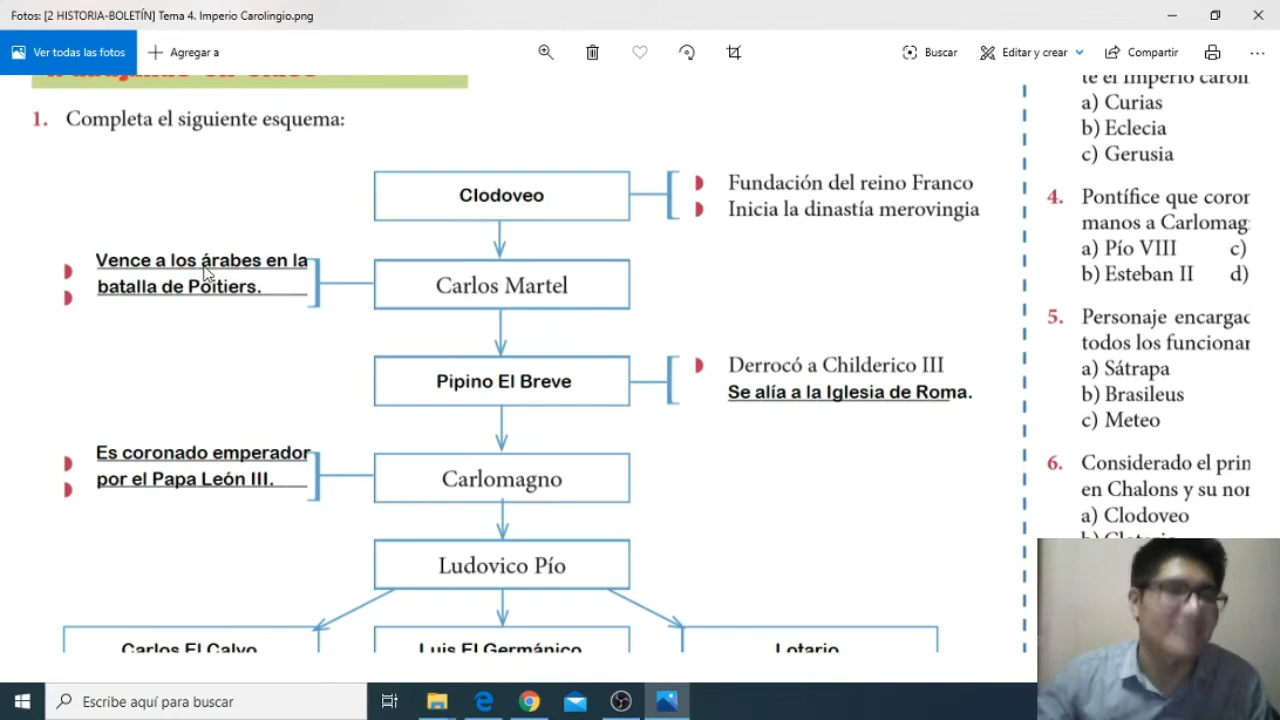 Fotos: [2 HISTORIA-BOLETÍN] Tema 4. Imperio Carolingio.png
Ver todas las fotos
Agregar a
Buscar
Editar y crear
Compartir
1. Completa el siguiente esquema:
Clodoveo
Fundación del reino Franco
Inicia la dinastía merovingia
Vence a los árabes en la
batalla de Poitiers.
Carlos Martel
Pipino El Breve
Derrocó a Childerico III
Se alía a la Iglesia de Roma.
Es coronado emperador
por el Papa León III.
Carlomagno
Ludovico Pío
Carlos El Calvo
Luis El Germánico
Lotario
te el Imperio caroli
a) Curias
b) Eclecia
c) Gerusia
4. Pontífice que coror
manos a Carlomag
a) Pío VIII c)
b) Esteban II d)
5. Personaje encargac
todos los funcionar
a) Sátrapa
b) Brasileus
c) Meteo
6. Considerado el prin
en Chalons y su nor
a) Clodoveo
Escribe aquí para buscar